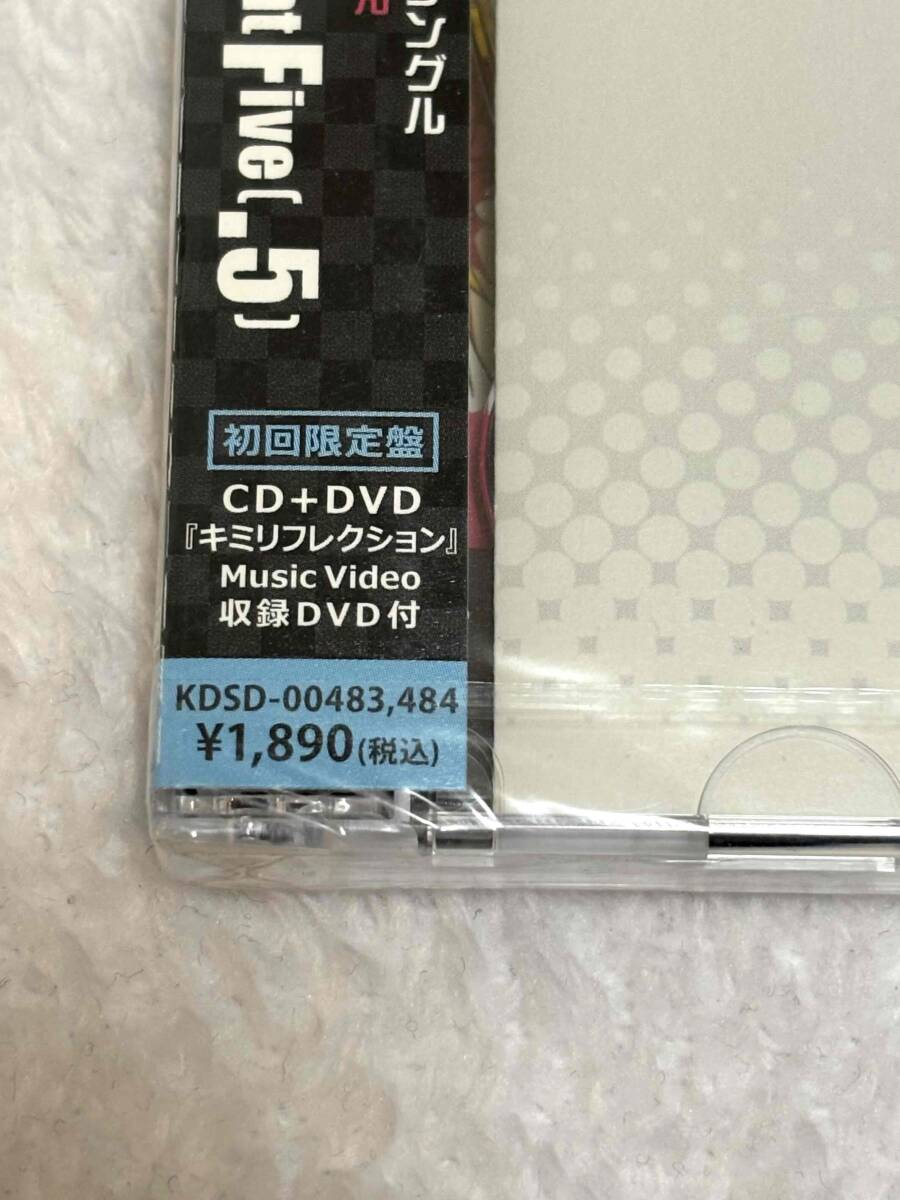 ングル
ntFive[.5]
初回限定盤
CD+DVD
『キミリフレクション』
Music Video
収録DVD付
KDSD-00483,484
¥1,890(税込)